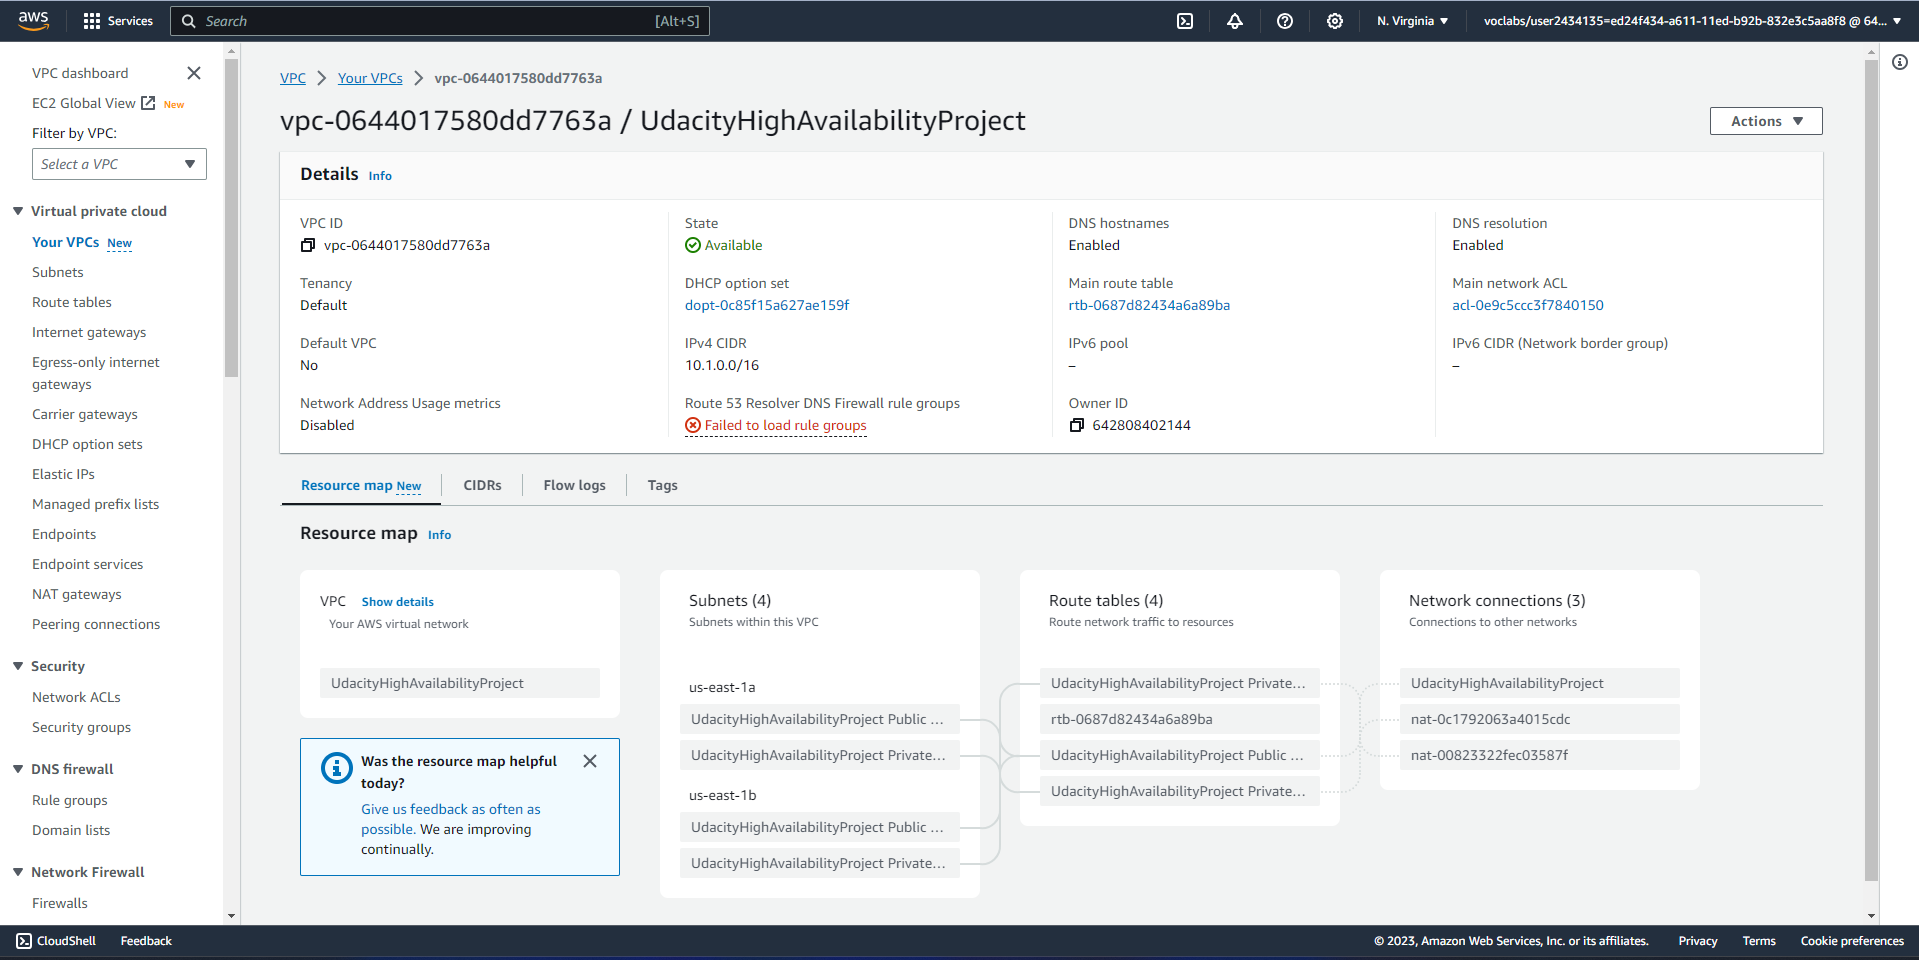 aws
Services
Search
[Alt+S]
N. Virginia
voclabs/user2434135=ed24f434-a611-11ed-b92b-832e3c5aa8f8 @ 64...
VPC dashboard
EC2 Global View New
Filter by VPC:
Select a VPC
Virtual private cloud
Your VPCs New
Subnets
Route tables
Internet gateways
Egress-only internet
gateways
Carrier gateways
DHCP option sets
Elastic IPs
Managed prefix lists
Endpoints
Endpoint services
NAT gateways
Peering connections
Security
Network ACLs
Security groups
DNS firewall
Rule groups
Domain lists
Network Firewall
Firewalls
VPC
Your VPCs
vpc-0644017580dd7763a
vpc-0644017580dd7763a / UdacityHighAvailabilityProject
Actions
Details Info
VPC ID
vpc-0644017580dd7763a
State
Available
DNS hostnames
Enabled
DNS resolution
Enabled
Tenancy
Default
DHCP option set
dopt-0c85f15a627ae159f
Main route table
rtb-0687d82434a6a89ba
Main network ACL
acl-0e9c5ccc3f7840150
Default VPC
No
IPv4 CIDR
10.1.0.0/16
IPv6 pool
–
IPv6 CIDR (Network border group)
–
Network Address Usage metrics
Disabled
Route 53 Resolver DNS Firewall rule groups
Failed to load rule groups
Owner ID
642808402144
Resource map New
CIDRs
Flow logs
Tags
Resource map Info
VPC Show details
Your AWS virtual network
UdacityHighAvailabilityProject
Was the resource map helpful
today?
Give us feedback as often as
possible. We are improving
continually.
Subnets (4)
Subnets within this VPC
us-east-1a
UdacityHighAvailabilityProject Public ...
UdacityHighAvailabilityProject Private...
us-east-1b
UdacityHighAvailabilityProject Public ...
UdacityHighAvailabilityProject Private...
Route tables (4)
Route network traffic to resources
UdacityHighAvailabilityProject Private...
rtb-0687d82434a6a89ba
UdacityHighAvailabilityProject Public ...
UdacityHighAvailabilityProject Private...
Network connections (3)
Connections to other networks
UdacityHighAvailabilityProject
nat-0c1792063a4015cdc
nat-00823322fec03587f
CloudShell
Feedback
© 2023, Amazon Web Services, Inc. or its affiliates.
Privacy
Terms
Cookie preferences